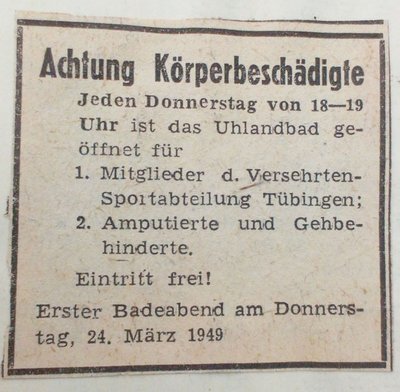 Achtung Körperbeschädigte
Jeden Donnerstag von 18—19
Uhr ist das Uhlandbad ge-
öffnet für
1. Mitglieder d. Versehrten-
Sportabteilung Tübingen;
2. Amputierte und Gehbe-
hinderte.
Eintritt frei!
Erster Badeabend am Donners-
tag, 24. März 1949